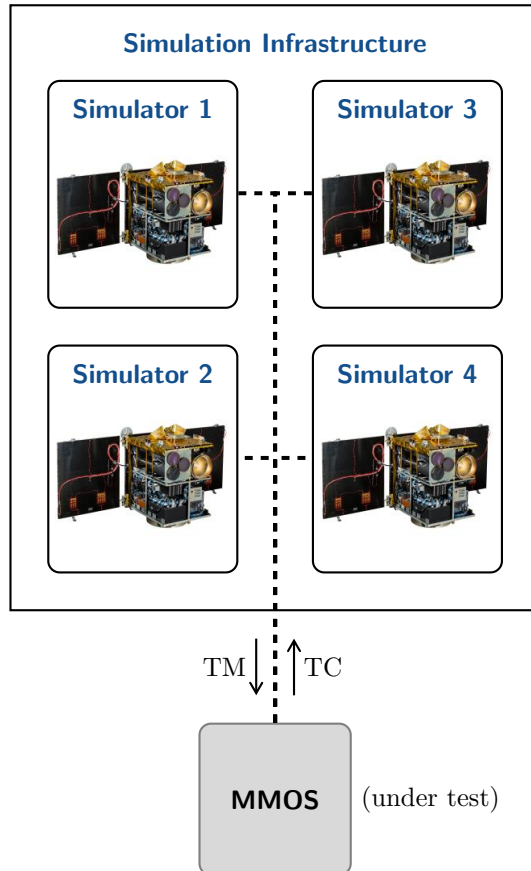 Simulation Infrastructure
Simulator 1
Simulator 3
Simulator 2
Simulator 4
TM
TC
MMOS
(under test)